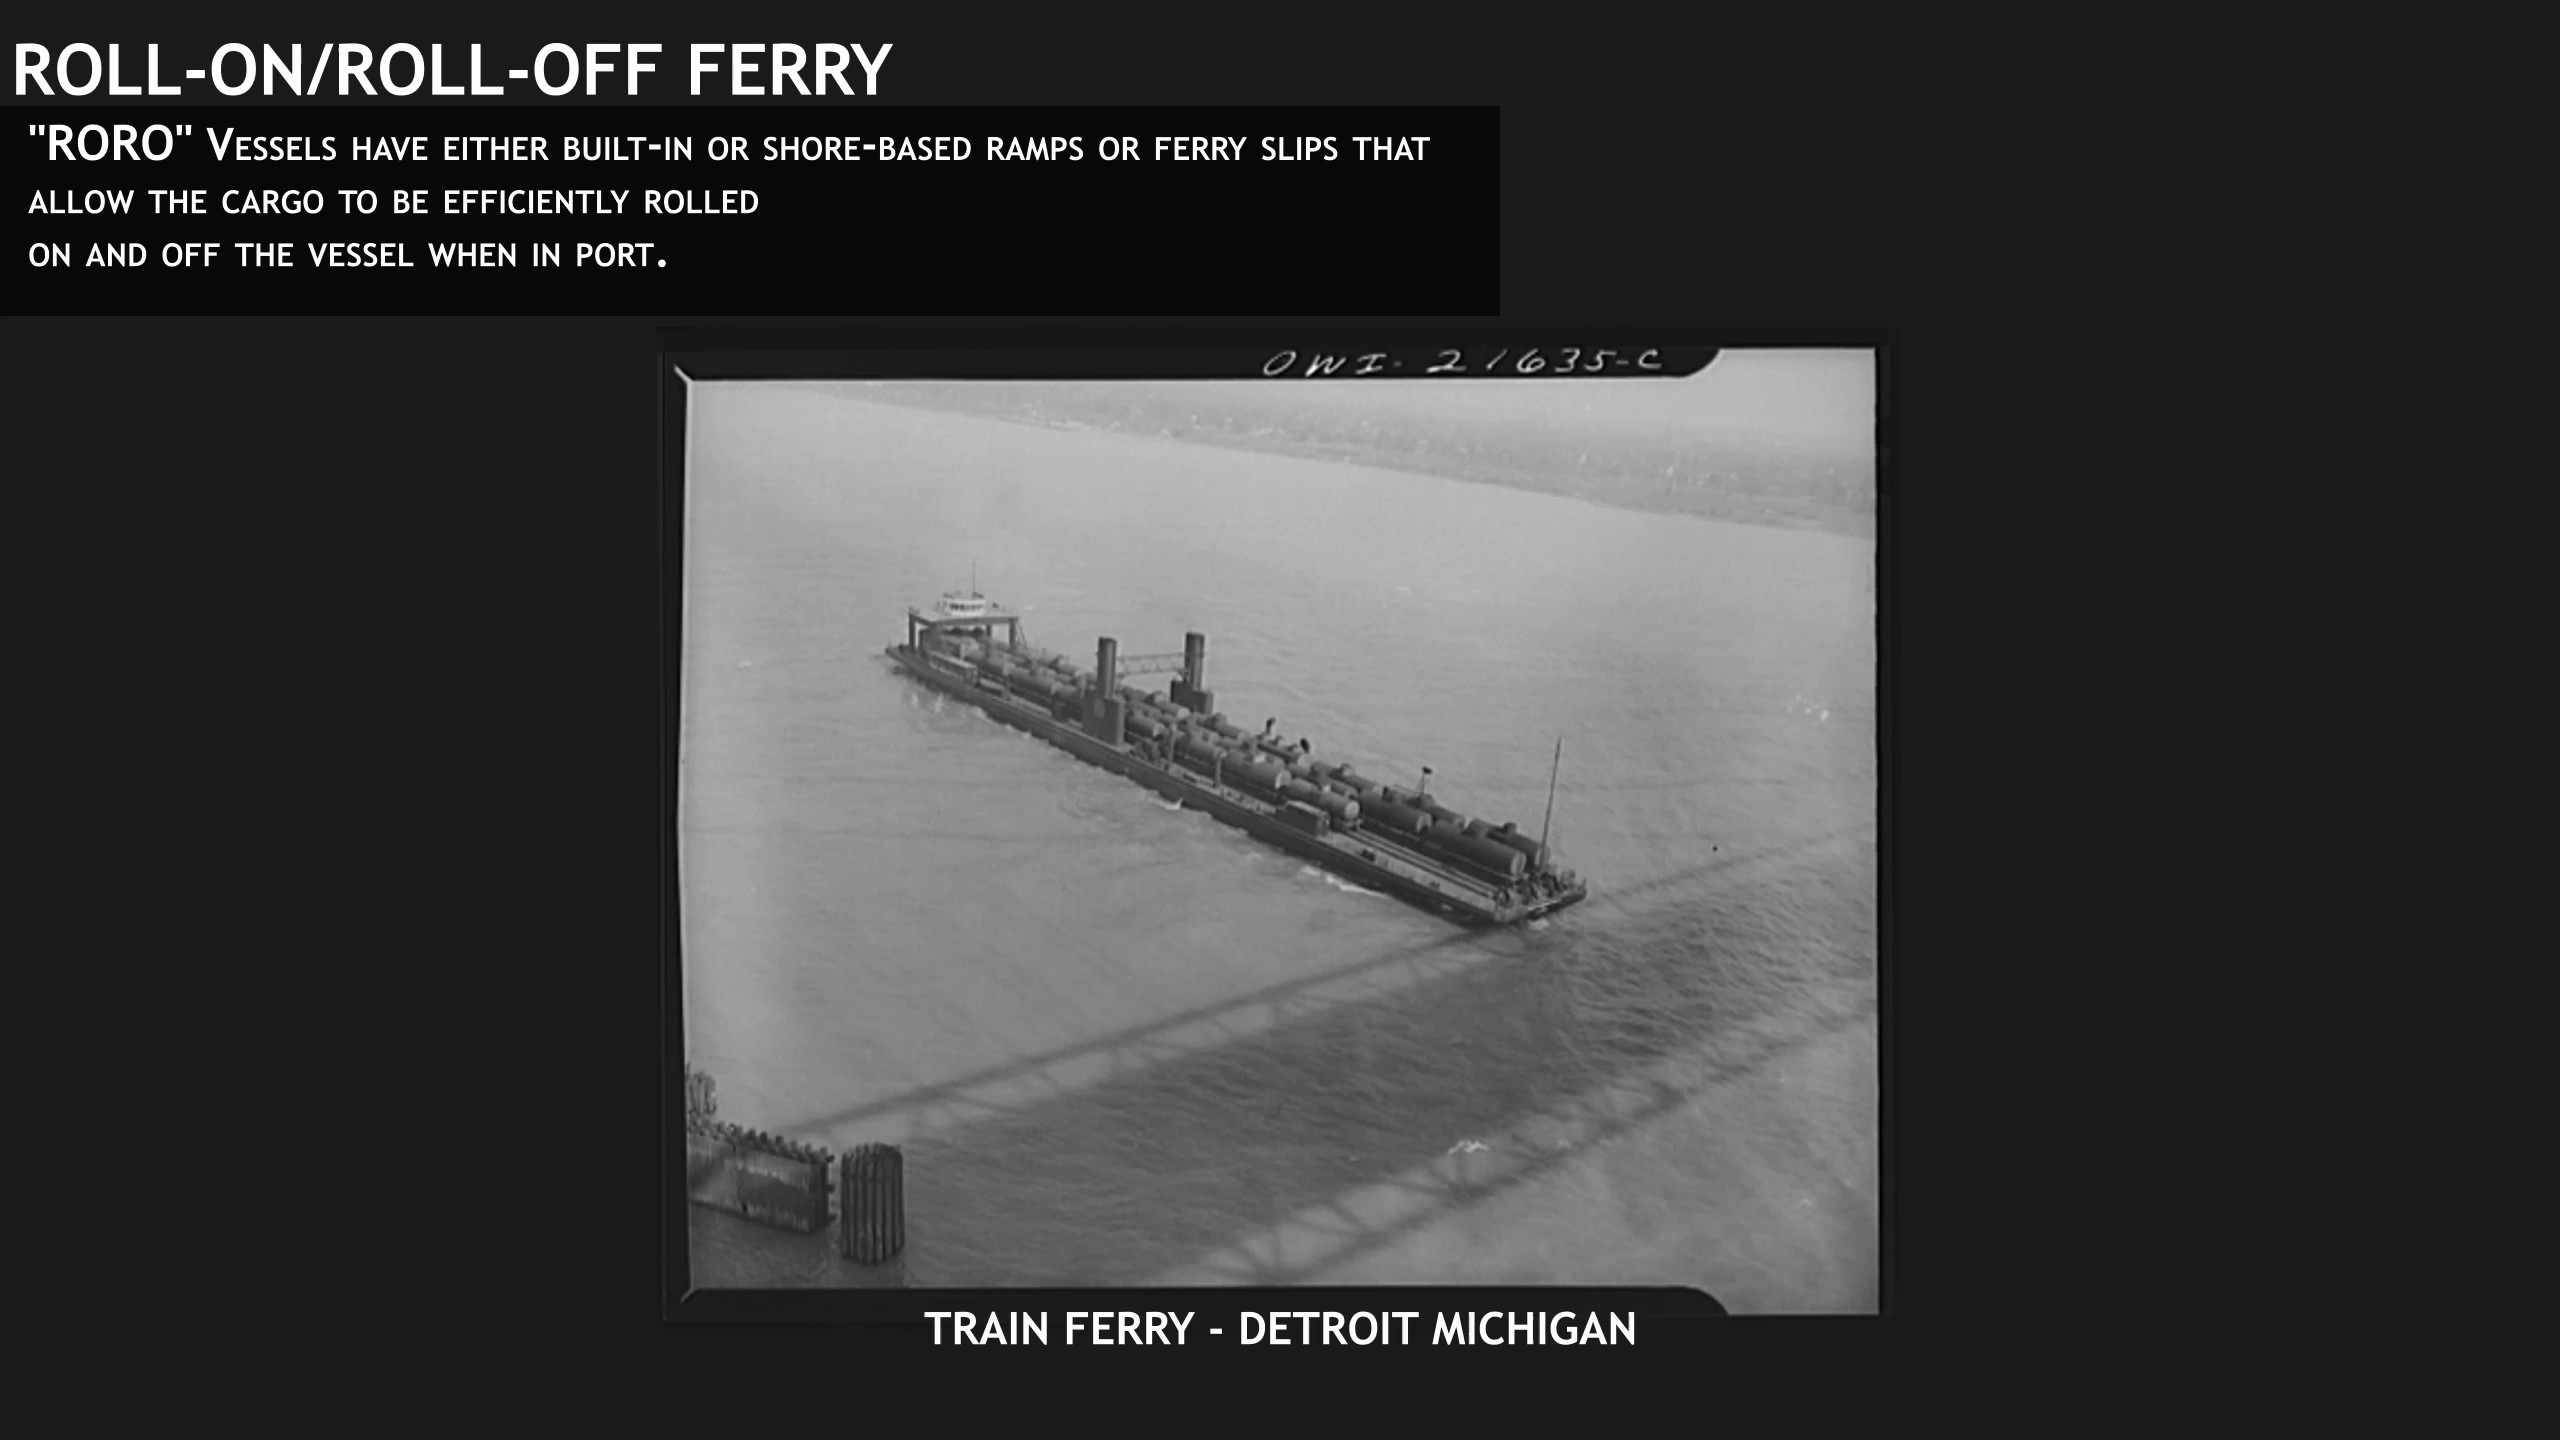 ROLL-ON/ROLL-OFF FERRY
"RORO" VESSELS HAVE EITHER BUILT-IN OR SHORE-BASED RAMPS OR FERRY SLIPS THAT
ALLOW THE CARGO TO BE EFFICIENTLY ROLLED
ON AND OFF THE VESSEL WHEN IN PORT.
OWI-21635-C
TRAIN FERRY - DETROIT MICHIGAN